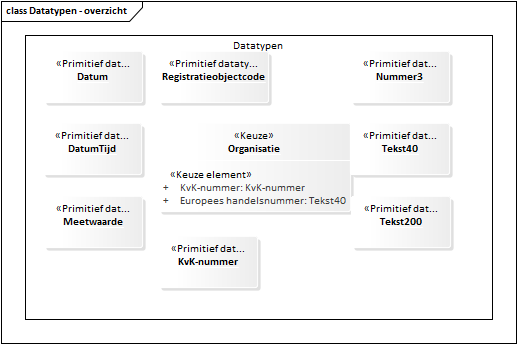 class Datatypen - overzicht
Datatypen
«Primitief dat...
Datum
«Primitief dataty...
Registratieobjectcode
«Primitief dat...
Nummer3
«Primitief dat...
DatumTijd
«Keuze»
Organisatie
«Keuze element»
+ KvK-nummer: KvK-nummer
+ Europees handelsnummer: Tekst40
«Primitief dat...
Tekst40
«Primitief dat...
Meetwaarde
«Primitief dat...
Tekst200
«Primitief dat...
KvK-nummer